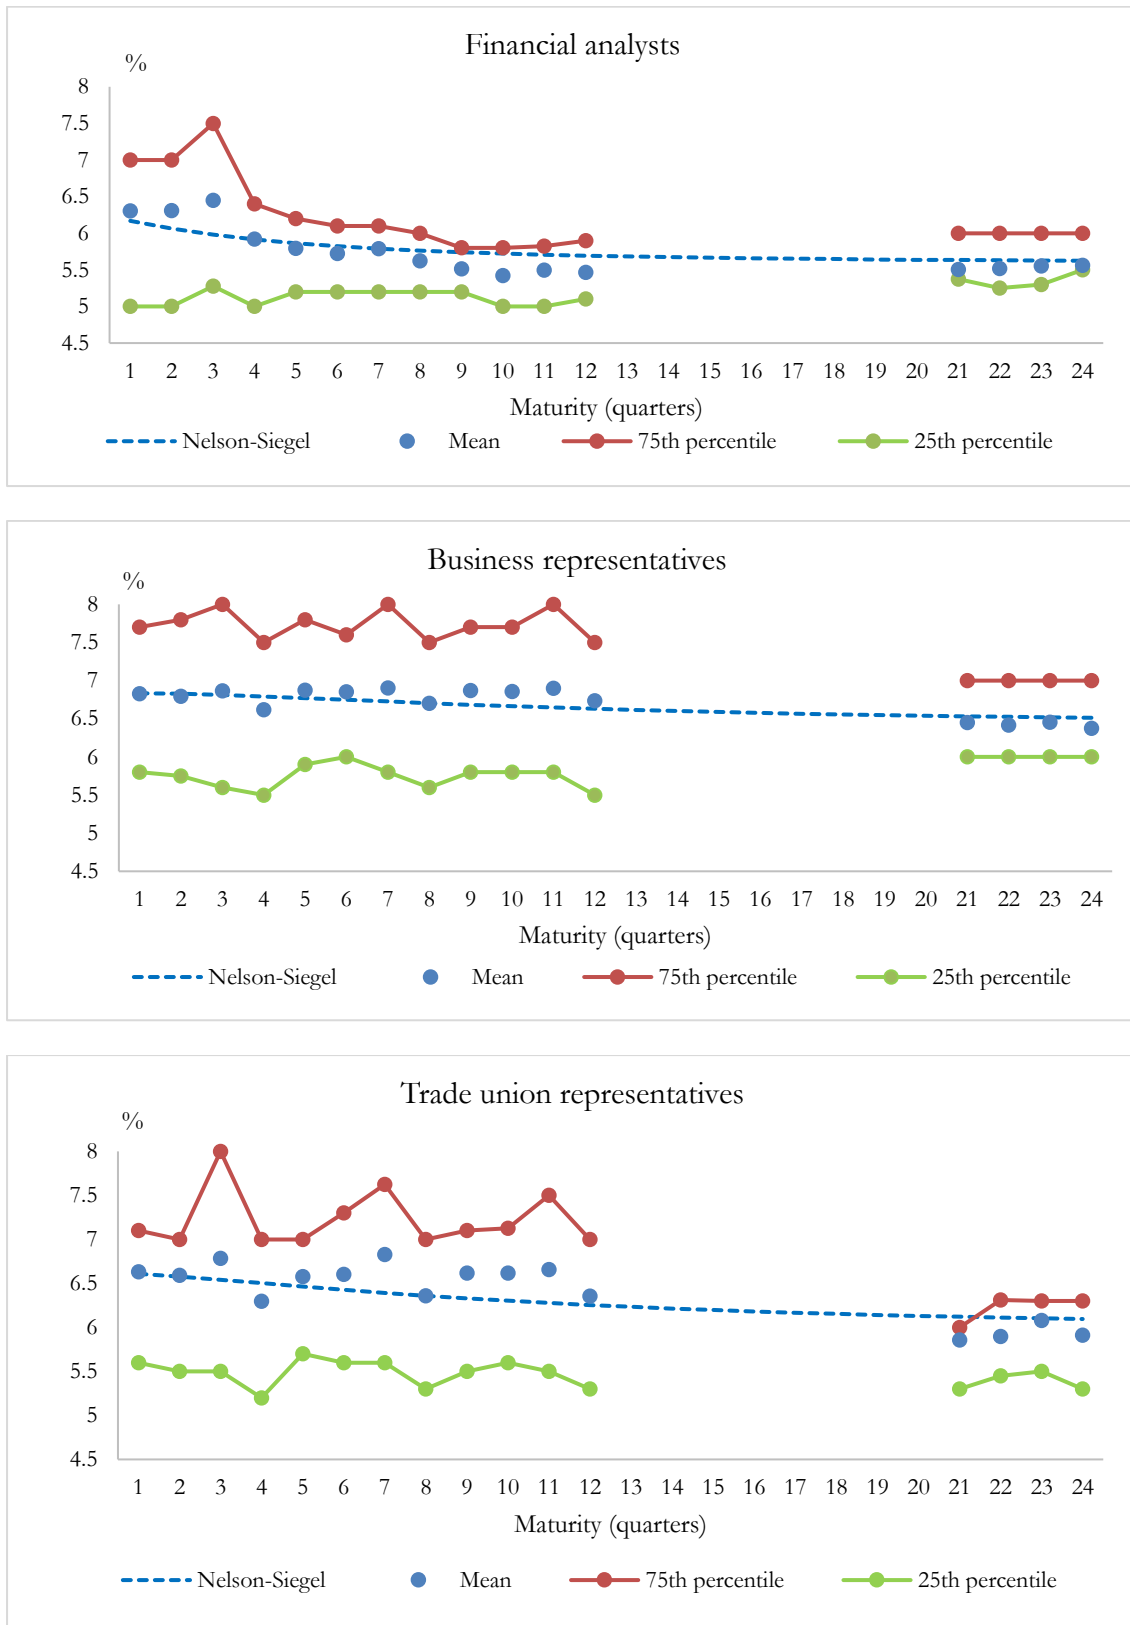 Financial analysts
%
8
7.5
7
6.5
6
5.5
5
4.5
1 2 3 4 5 6 7 8 9 10 11 12 13 14 15 16 17 18 19 20 21 22 23 24
Maturity (quarters)
Nelson-Siegel Mean 75th percentile 25th percentile
Business representatives
%
8
7.5
7
6.5
6
5.5
5
4.5
1 2 3 4 5 6 7 8 9 10 11 12 13 14 15 16 17 18 19 20 21 22 23 24
Maturity (quarters)
Nelson-Siegel Mean 75th percentile 25th percentile
Trade union representatives
%
8
7.5
7
6.5
6
5.5
5
4.5
1 2 3 4 5 6 7 8 9 10 11 12 13 14 15 16 17 18 19 20 21 22 23 24
Maturity (quarters)
Nelson-Siegel Mean 75th percentile 25th percentile